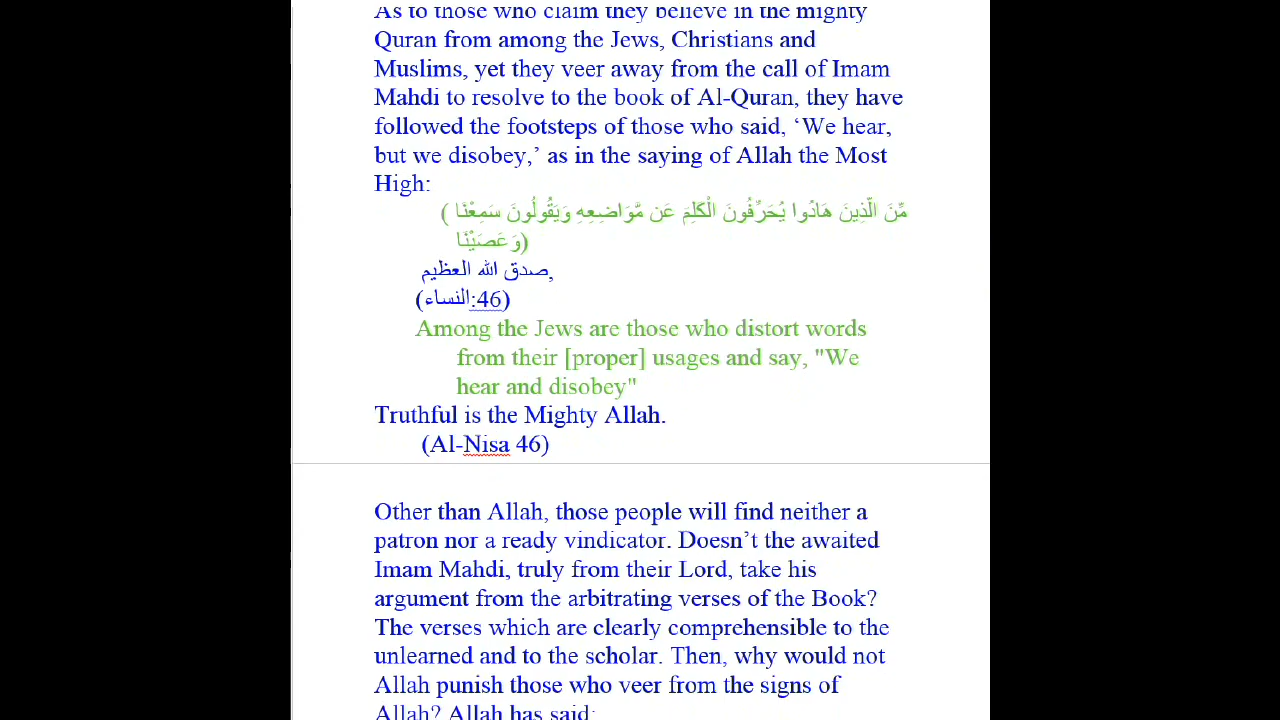 As to those who claim they believe in the mighty
Quran from among the Jews, Christians and
Muslims, yet they veer away from the call of Imam
Mahdi to resolve to the book of Al-Quran, they have
followed the footsteps of those who said, ‘We hear,
but we disobey,’ as in the saying of Allah the Most
High:
( مِّنَ الَّذِينَ هَادُوا يُحَرِّفُونَ الْكَلِمَ عَن مَّوَاضِعِهِ وَيَقُولُونَ سَمِعْنَا
وَعَصَيْنَا)
صدق الله العظيم,
(النساء:46)
Among the Jews are those who distort words
from their [proper] usages and say, "We
hear and disobey"
Truthful is the Mighty Allah.
(Al-Nisa 46)
Other than Allah, those people will find neither a
patron nor a ready vindicator. Doesn’t the awaited
Imam Mahdi, truly from their Lord, take his
argument from the arbitrating verses of the Book?
The verses which are clearly comprehensible to the
unlearned and to the scholar. Then, why would not
Allah punish those who veer from the signs of
Allah? Allah has said: